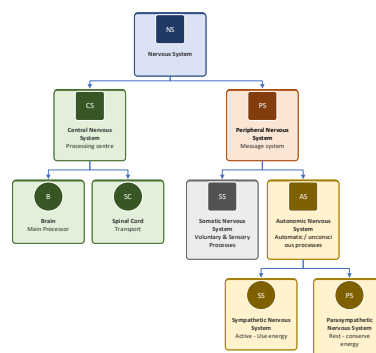 NS
Nervous System
CS
Central Nervous
System
Processing centre
PS
Peripheral Nervous
System
Message system
B
Brain
Main Processor
SC
Spinal Cord
Transport
SS
Somatic Nervous
System
Voluntary & Sensory
Processes
AS
Autonomic Nervous
System
Automatic / unconsci
ous processes
SS
Sympathetic Nervous
System
Active - Use energy
PS
Parasympathetic
Nervous System
Rest - conserve
energy